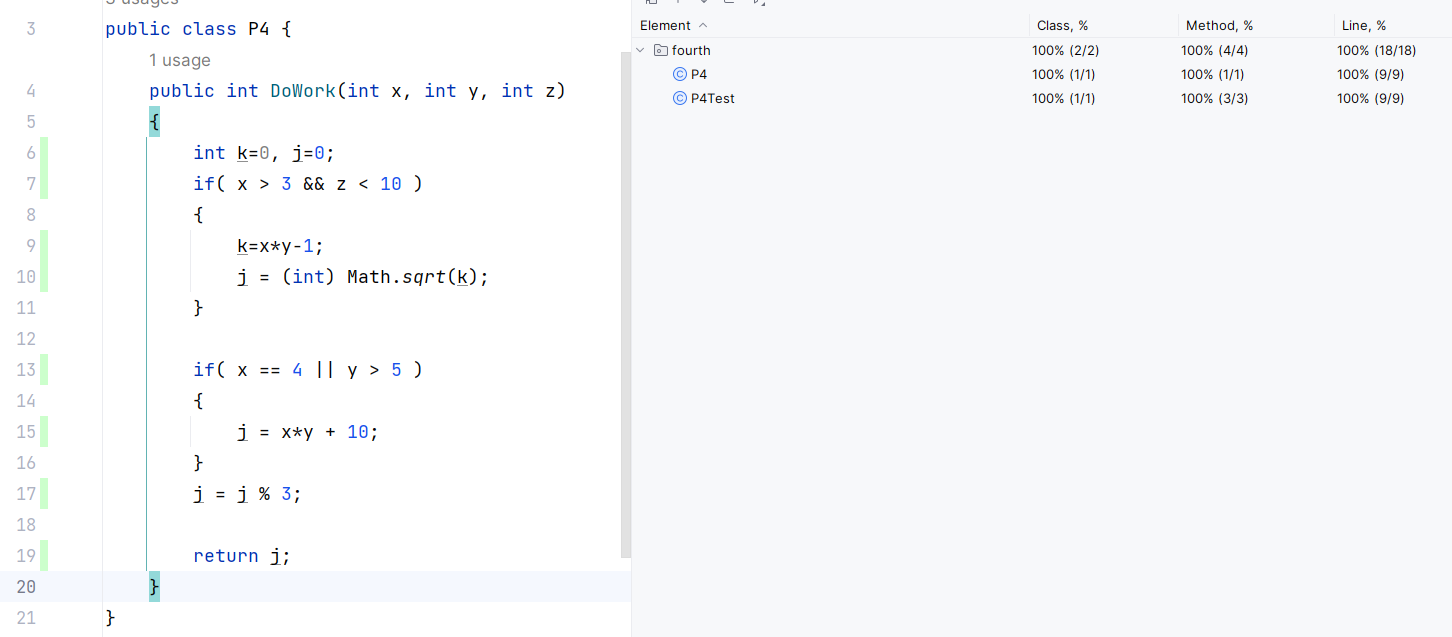 3 usages
3 public class P4 {
1 usage
4 public int DoWork(int x, int y, int z)
5 {
6 int k=0, j=0;
7 if( x > 3 && z < 10 )
8 {
9 k=x*y-1;
10 j = (int) Math.sqrt(k);
11 }
12
13 if( x == 4 || y > 5 )
14 {
15 j = x*y + 10;
16 }
17 j = j % 3;
18
19 return j;
20 }
21 }
Element Class, % Method, % Line, %
fourth 100% (2/2) 100% (4/4) 100% (18/18)
C P4 100% (1/1) 100% (1/1) 100% (9/9)
C P4Test 100% (1/1) 100% (3/3) 100% (9/9)